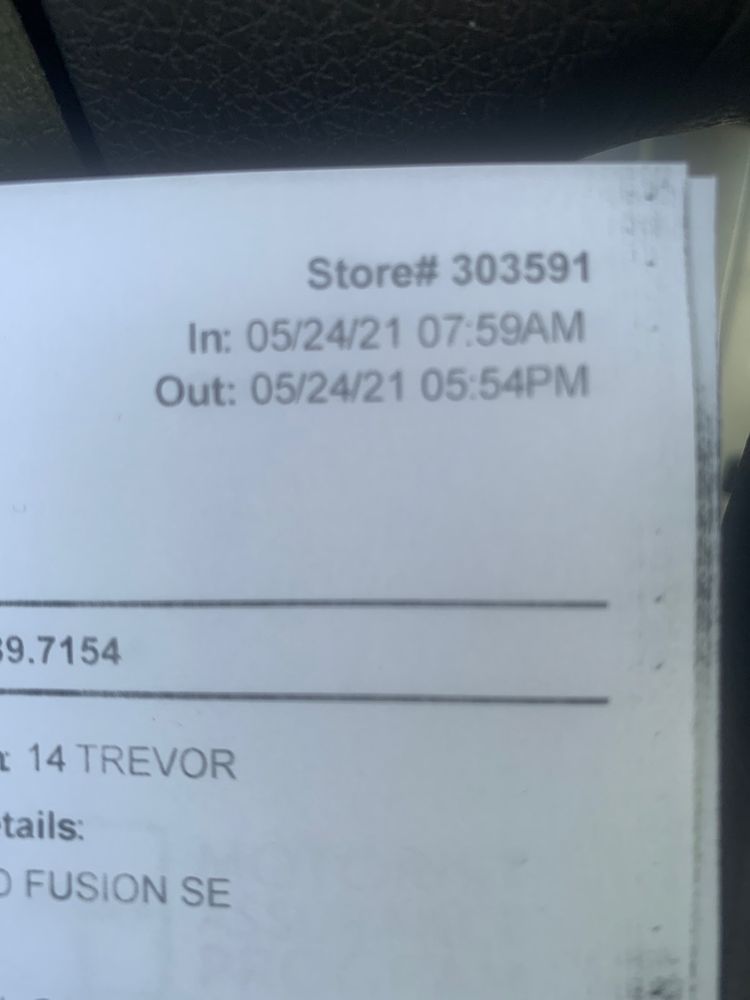 Store# 303591
In: 05/24/21 07:59AM
Out: 05/24/21 05:54PM
39.7154
t 14 TREVOR
tails:
FUSION SE